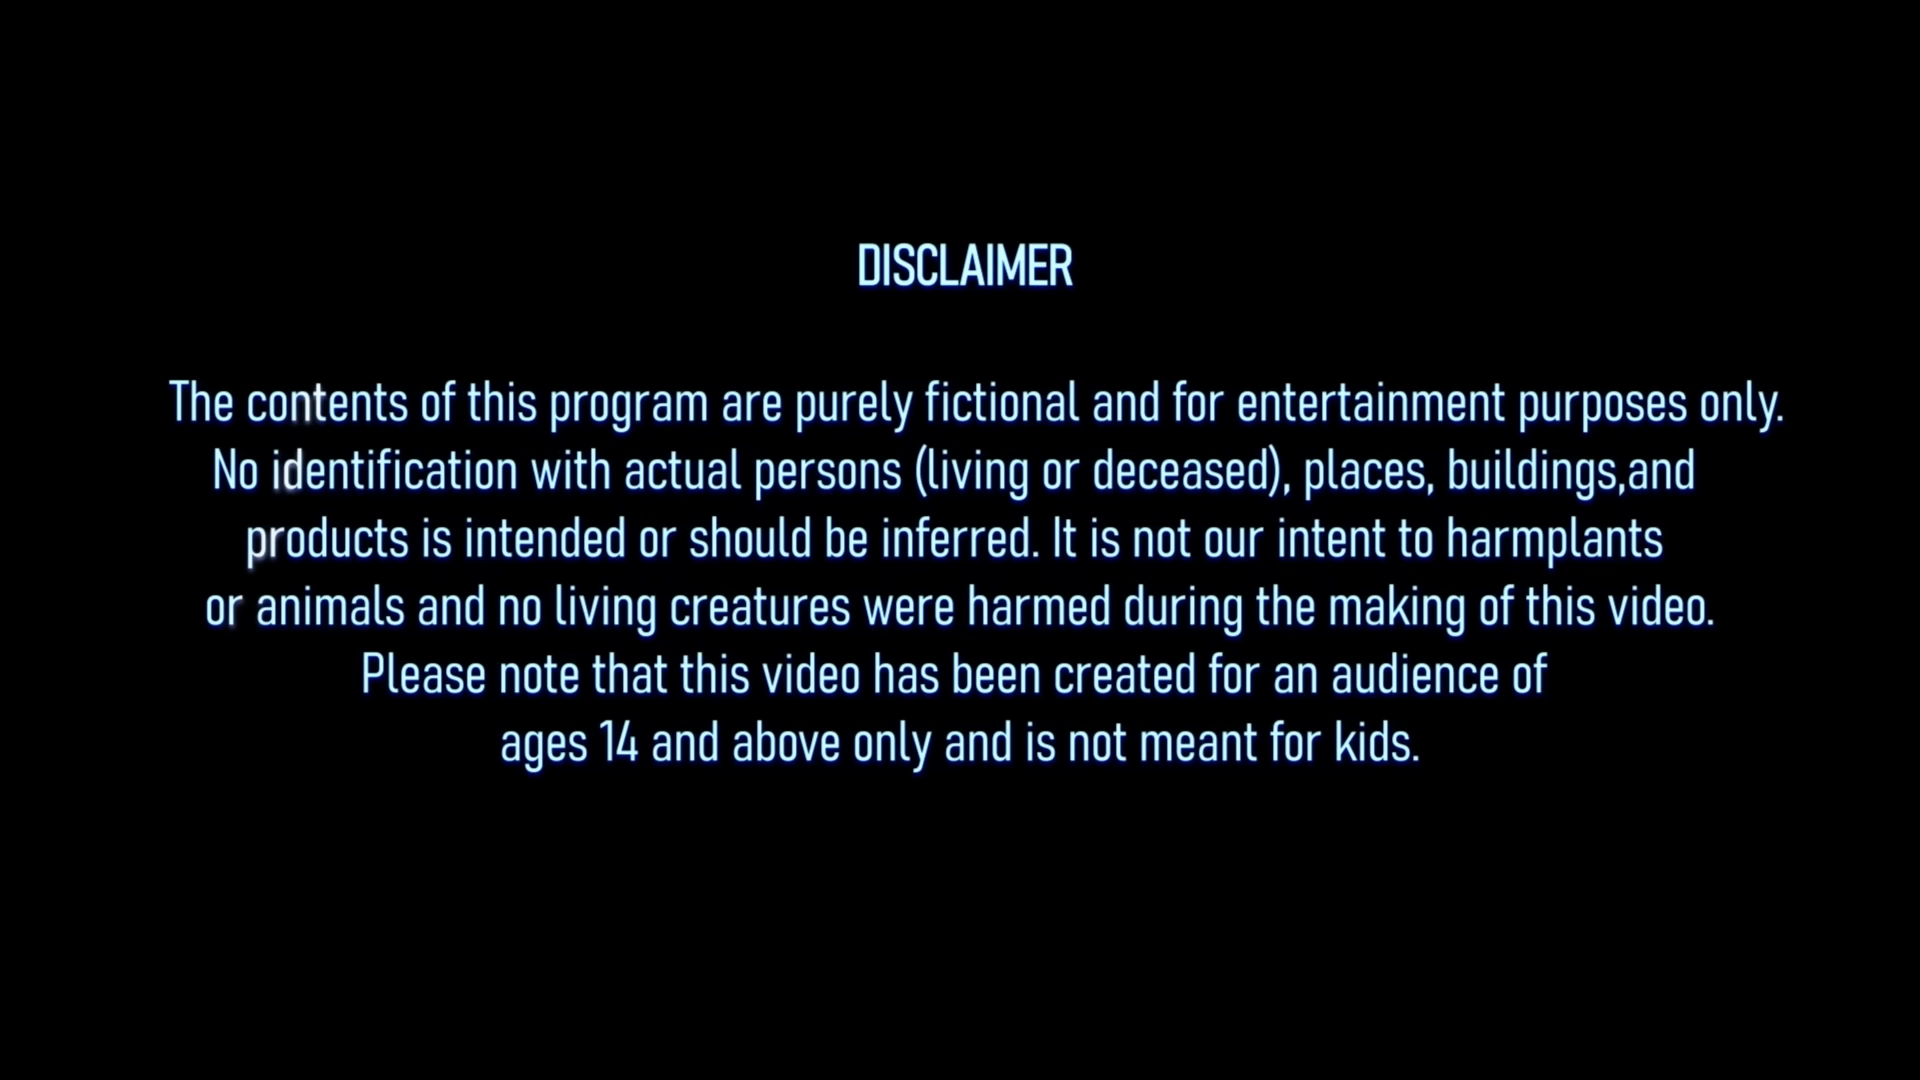 DISCLAIMER
The contents of this program are purely fictional and for entertainment purposes only.
No identification with actual persons (living or deceased), places, buildings,and
products is intended or should be inferred. It is not our intent to harmplants
or animals and no living creatures were harmed during the making of this video.
Please note that this video has been created for an audience of
ages 14 and above only and is not meant for kids.